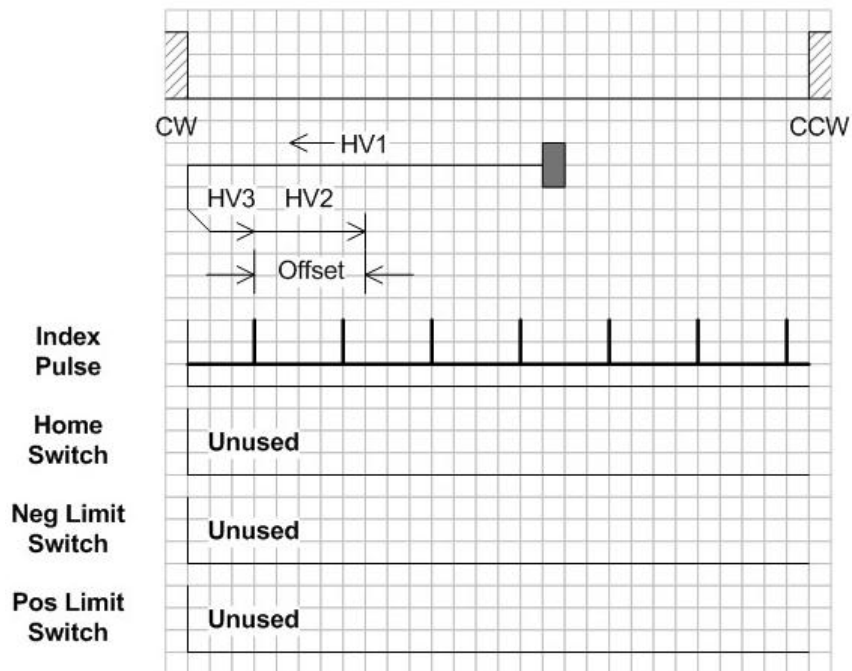 CW
CCW
HV1
HV3
HV2
Offset
Index
Pulse
Home
Switch
Unused
Neg Limit
Switch
Unused
Pos Limit
Switch
Unused